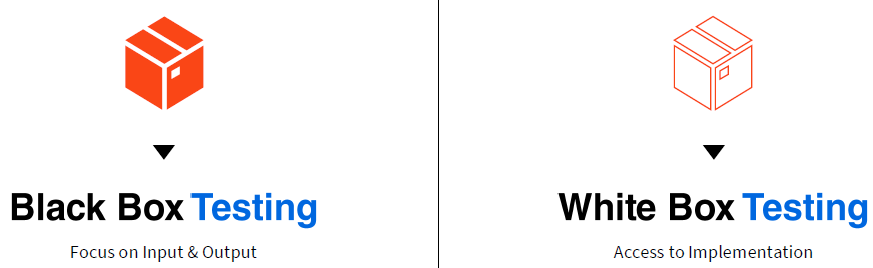 Black Box Testing
Focus on Input & Output
White Box Testing
Access to Implementation